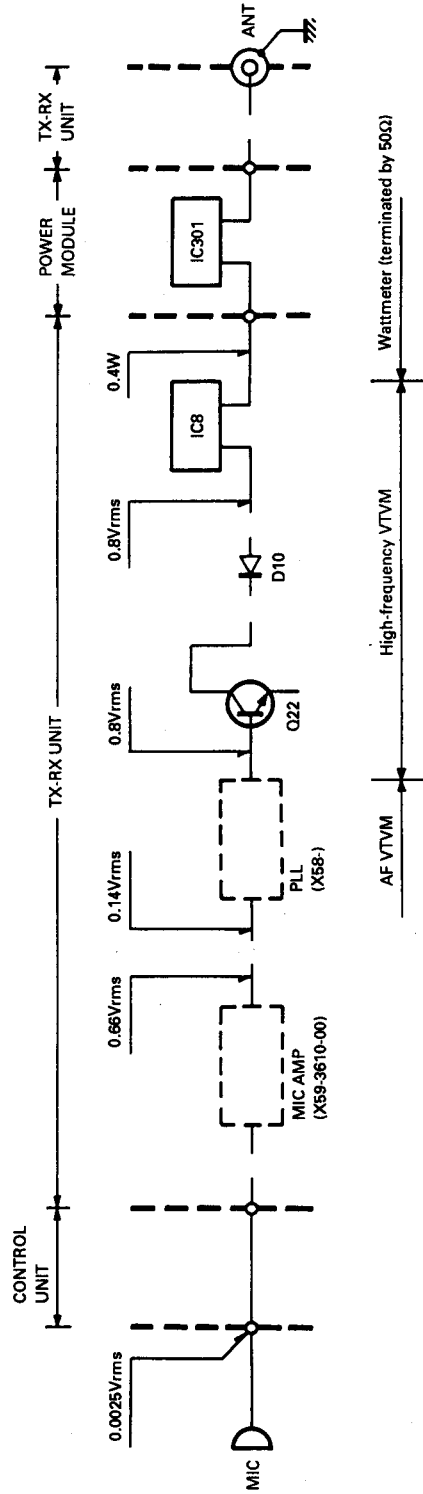 CONTROL
UNIT
TX-RX UNIT
POWER
MODULE
TX-RX
UNIT
0.0025Vrms
0.66Vrms
0.14Vrms
0.8Vrms
0.8Vrms
0.4W
MIC
MIC AMP
(X59-3610-00)
PLL
(X58-)
Q22
D10
IC8
IC301
ANT
AF VTVM
High-frequency VTVM
Wattmeter (terminated by 50Ω)